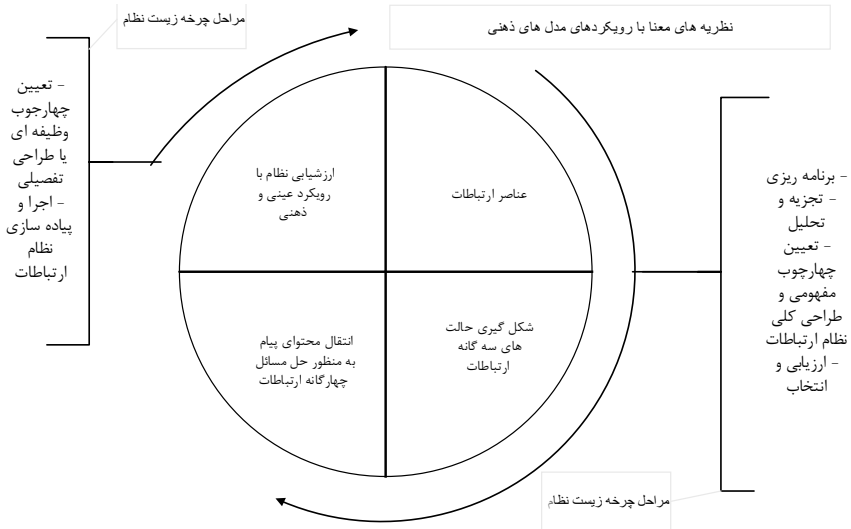 مراحل چرخه زیست نظام
نظریه های معنا با رویکردهای مدل های ذهنی
- تعیین
چهارجوب
وظیفه ای
یا طراحی
تفصیلی
- اجرا و
پیاده سازی
نظام
ارتباطات
ارزشیابی نظام با
رویکرد عینی و
ذهنی
عناصر ارتباطات
انتقال محتوای پیام
به منظور حل مسائل
چهارگانه ارتباطات
شکل گیری حالت
های سه گانه
ارتباطات
- برنامه ریزی
- تجزیه و
تحلیل
- تعیین
چهارچوب
مفهومی و
طراحی کلی
نظام ارتباطات
- ارزیابی و
انتخاب
مراحل چرخه زیست نظام